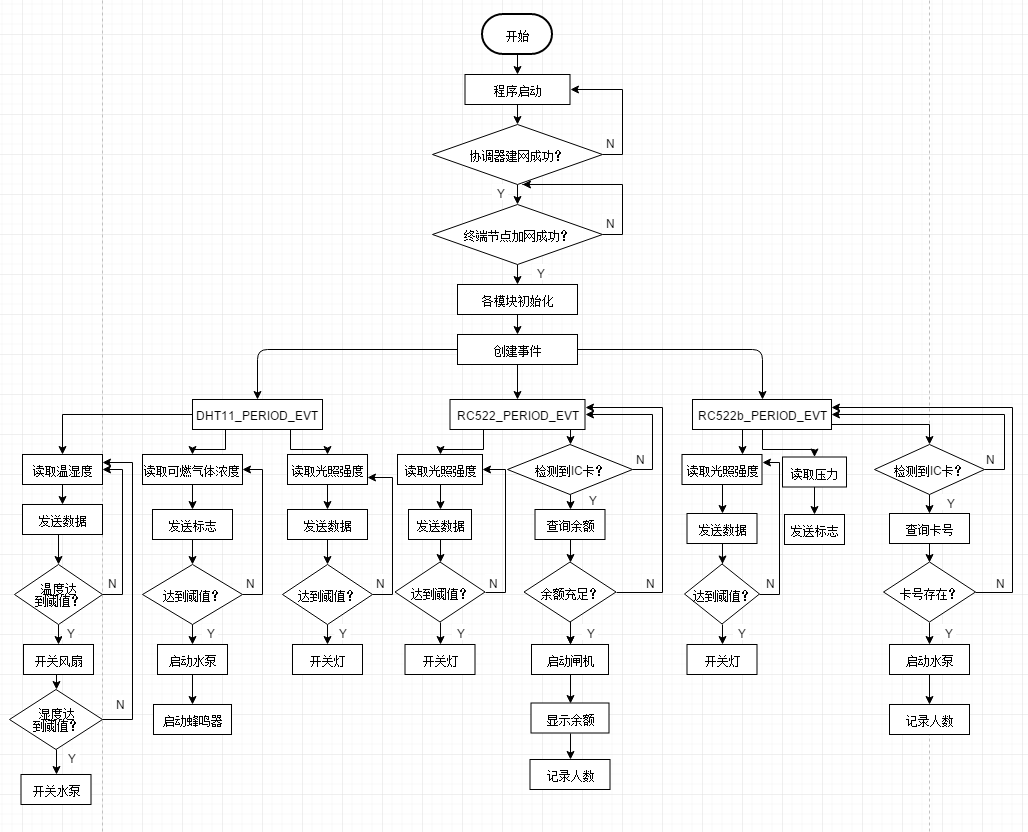 开始
程序启动
N
协调器建网成功?
Y
N
终端节点加网成功?
Y
各模块初始化
创建事件
DHT11_PERIOD_EVT
RC522_PERIOD_EVT
RC522b_PERIOD_EVT
读取温湿度
发送数据
温度达
到阈值?
N
Y
开关风扇
湿度达
到阈值?
N
Y
开关水泵
读取可燃气体浓度
发送标志
达到阈值?
N
Y
启动水泵
启动蜂鸣器
读取光照强度
发送数据
达到阈值?
N
Y
开关灯
读取光照强度
发送数据
达到阈值?
N
Y
开关灯
检测到IC卡?
N
Y
查询余额
余额充足?
N
Y
启动闸机
显示余额
记录人数
读取光照强度
发送数据
达到阈值?
N
Y
开关灯
读取压力
发送标志
检测到IC卡?
N
Y
查询卡号
卡号存在?
N
Y
启动水泵
记录人数